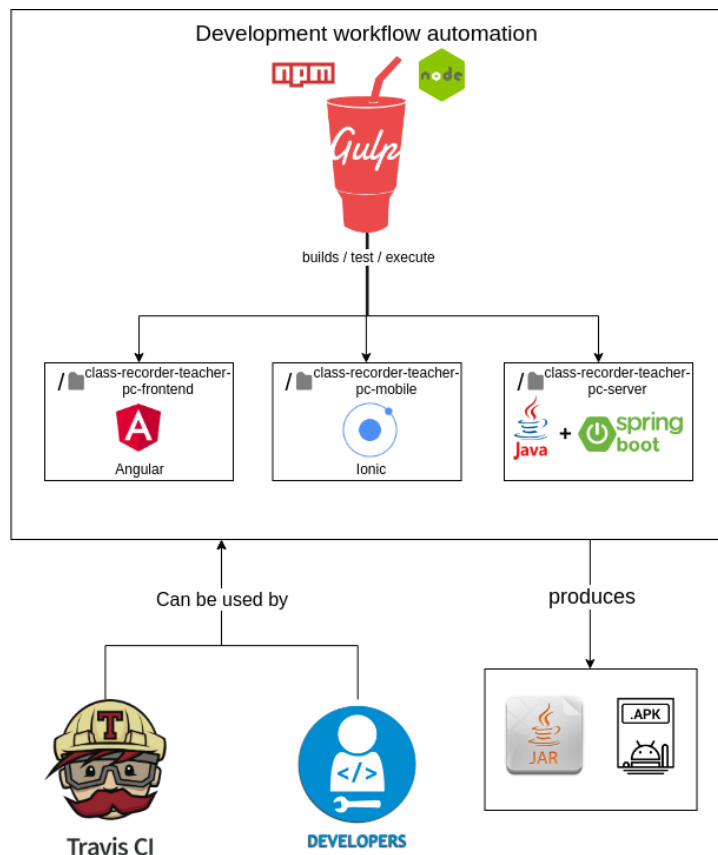 Development workflow automation
npm
node
Gulp
builds / test / execute
/ class-recorder-teacher-
pc-frontend
Angular
/ class-recorder-teacher-
pc-mobile
Ionic
/ class-recorder-teacher-
pc-server
Java + spring
boot
Can be used by
produces
T
Travis CI
</>
DEVELOPERS
JAR
.APK